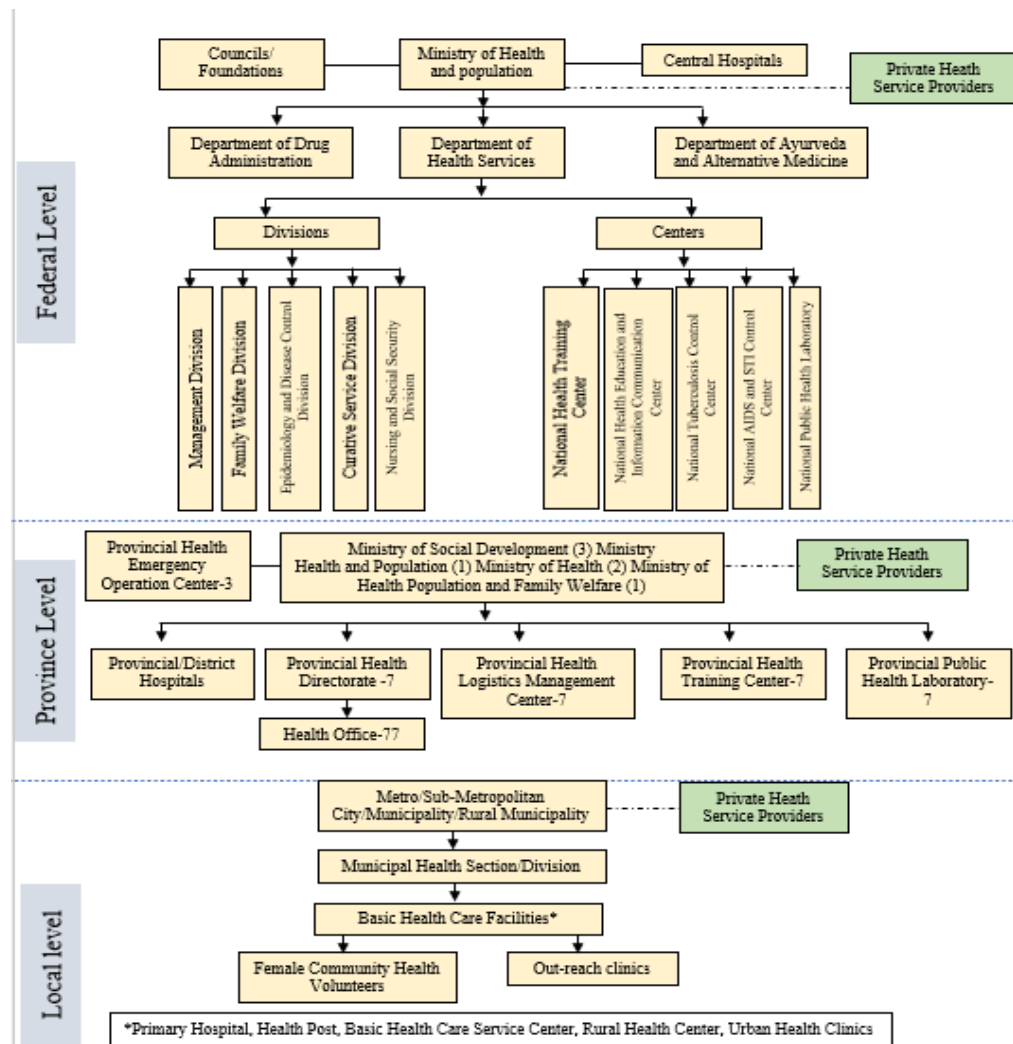 Councils/
Foundations
Ministry of Health
and population
Central Hospitals
Private Heath
Service Providers
Federal Level
Department of Drug
Administration
Department of
Health Services
Department of Ayurveda
and Alternative Medicine
Divisions
Centers
Management Division
Family Welfare Division
Epidemiology and Disease Control
Division
Curative Service Division
Nursing and Social Security
Division
National Health Training
Center
National Health Education and
Information Communication
Center
National Tuberculosis Control
Center
National AIDS and STI Control
Center
National Public Health Laboratory
Province Level
Provincial Health
Emergency
Operation Center-3
Ministry of Social Development (3) Ministry
Health and Population (1) Ministry of Health (2) Ministry of
Health Population and Family Welfare (1)
Private Heath
Service Providers
Provincial/District
Hospitals
Provincial Health
Directorate -7
Provincial Health
Logistics Management
Center-7
Provincial Health
Training Center-7
Provincial Public
Health Laboratory-
7
Health Office-77
Local level
Metro/Sub-Metropolitan
City/Municipality/Rural Municipality
Private Heath
Service Providers
Municipal Health Section/Division
Basic Health Care Facilities*
Female Community Health
Volunteers
Out-reach clinics
*Primary Hospital, Health Post, Basic Health Care Service Center, Rural Health Center, Urban Health Clinics